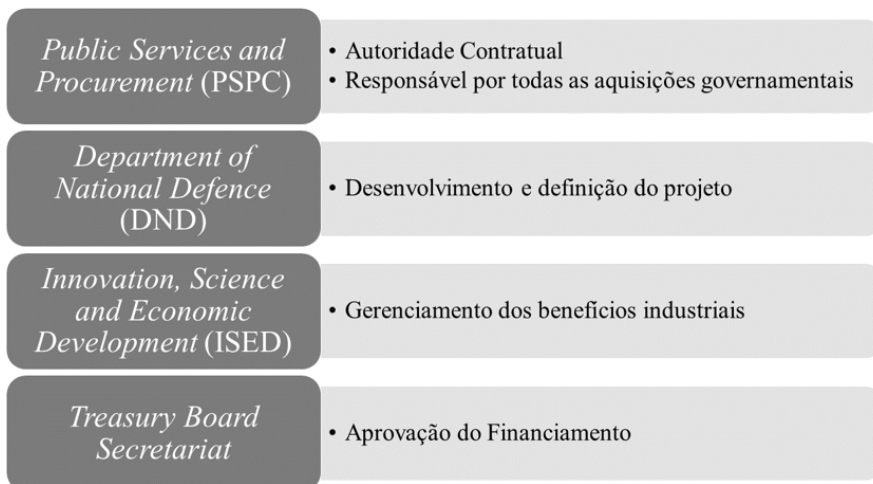 Public Services and
Procurement (PSPC)
• Autoridade Contratual
• Responsável por todas as aquisições governamentais
Department of
National Defence
(DND)
• Desenvolvimento e definição do projeto
Innovation, Science
and Economic
Development (ISED)
• Gerenciamento dos benefícios industriais
Treasury Board
Secretariat
• Aprovação do Financiamento